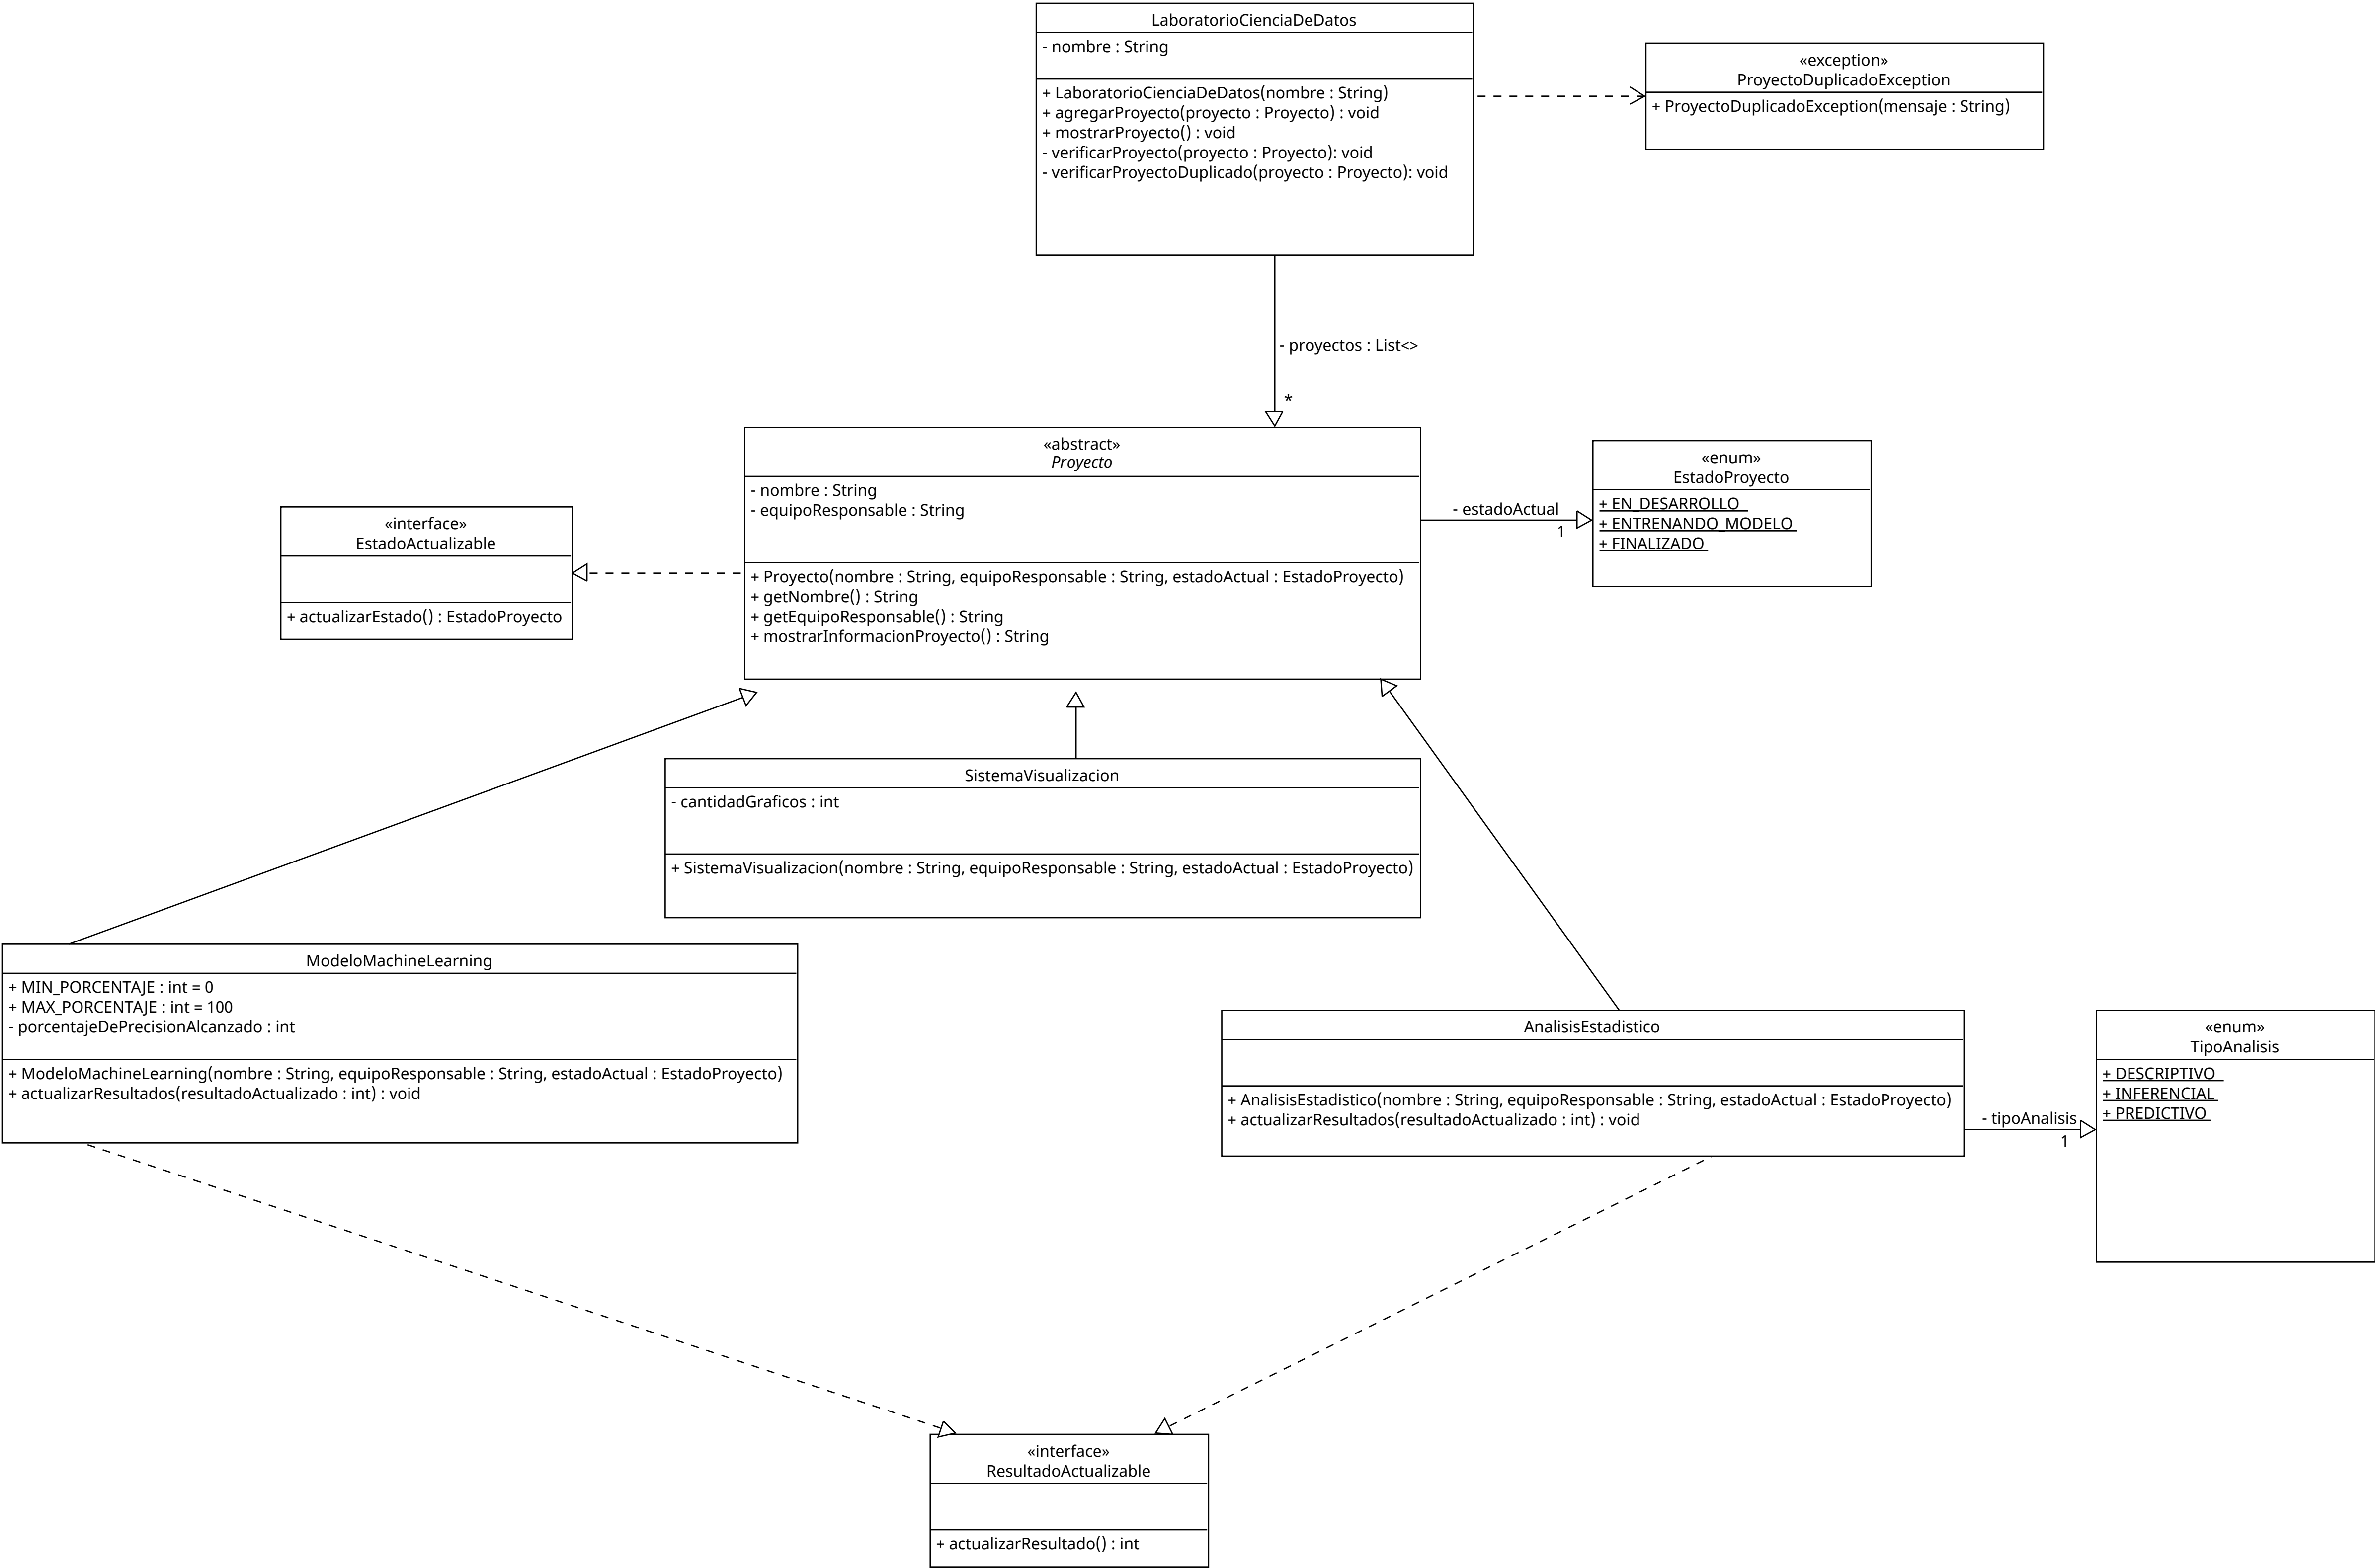 LaboratorioCienciaDeDatos
- nombre : String
+ LaboratorioCienciaDeDatos(nombre : String)
+ agregarProyecto(proyecto : Proyecto) : void
+ mostrarProyecto() : void
- verificarProyecto(proyecto : Proyecto): void
- verificarProyectoDuplicado(proyecto : Proyecto): void
«exception»
ProyectoDuplicadoException
+ ProyectoDuplicadoException(mensaje : String)
- proyectos : List<>
*
«abstract»
Proyecto
- nombre : String
- equipoResponsable : String
+ Proyecto(nombre : String, equipoResponsable : String, estadoActual : EstadoProyecto)
+ getNombre() : String
+ getEquipoResponsable() : String
+ mostrarInformacionProyecto() : String
- estadoActual
1
«enum»
EstadoProyecto
+ EN_DESARROLLO
+ ENTRENANDO_MODELO
+ FINALIZADO
«interface»
EstadoActualizable
+ actualizarEstado() : EstadoProyecto
SistemaVisualizacion
- cantidadGraficos : int
+ SistemaVisualizacion(nombre : String, equipoResponsable : String, estadoActual : EstadoProyecto)
ModeloMachineLearning
+ MIN_PORCENTAJE : int = 0
+ MAX_PORCENTAJE : int = 100
- porcentajeDePrecisionAlcanzado : int
+ ModeloMachineLearning(nombre : String, equipoResponsable : String, estadoActual : EstadoProyecto)
+ actualizarResultados(resultadoActualizado : int) : void
AnalisisEstadistico
+ AnalisisEstadistico(nombre : String, equipoResponsable : String, estadoActual : EstadoProyecto)
+ actualizarResultados(resultadoActualizado : int) : void
- tipoAnalisis
1
«enum»
TipoAnalisis
+ DESCRIPTIVO
+ INFERENCIAL
+ PREDICTIVO
«interface»
ResultadoActualizable
+ actualizarResultado() : int